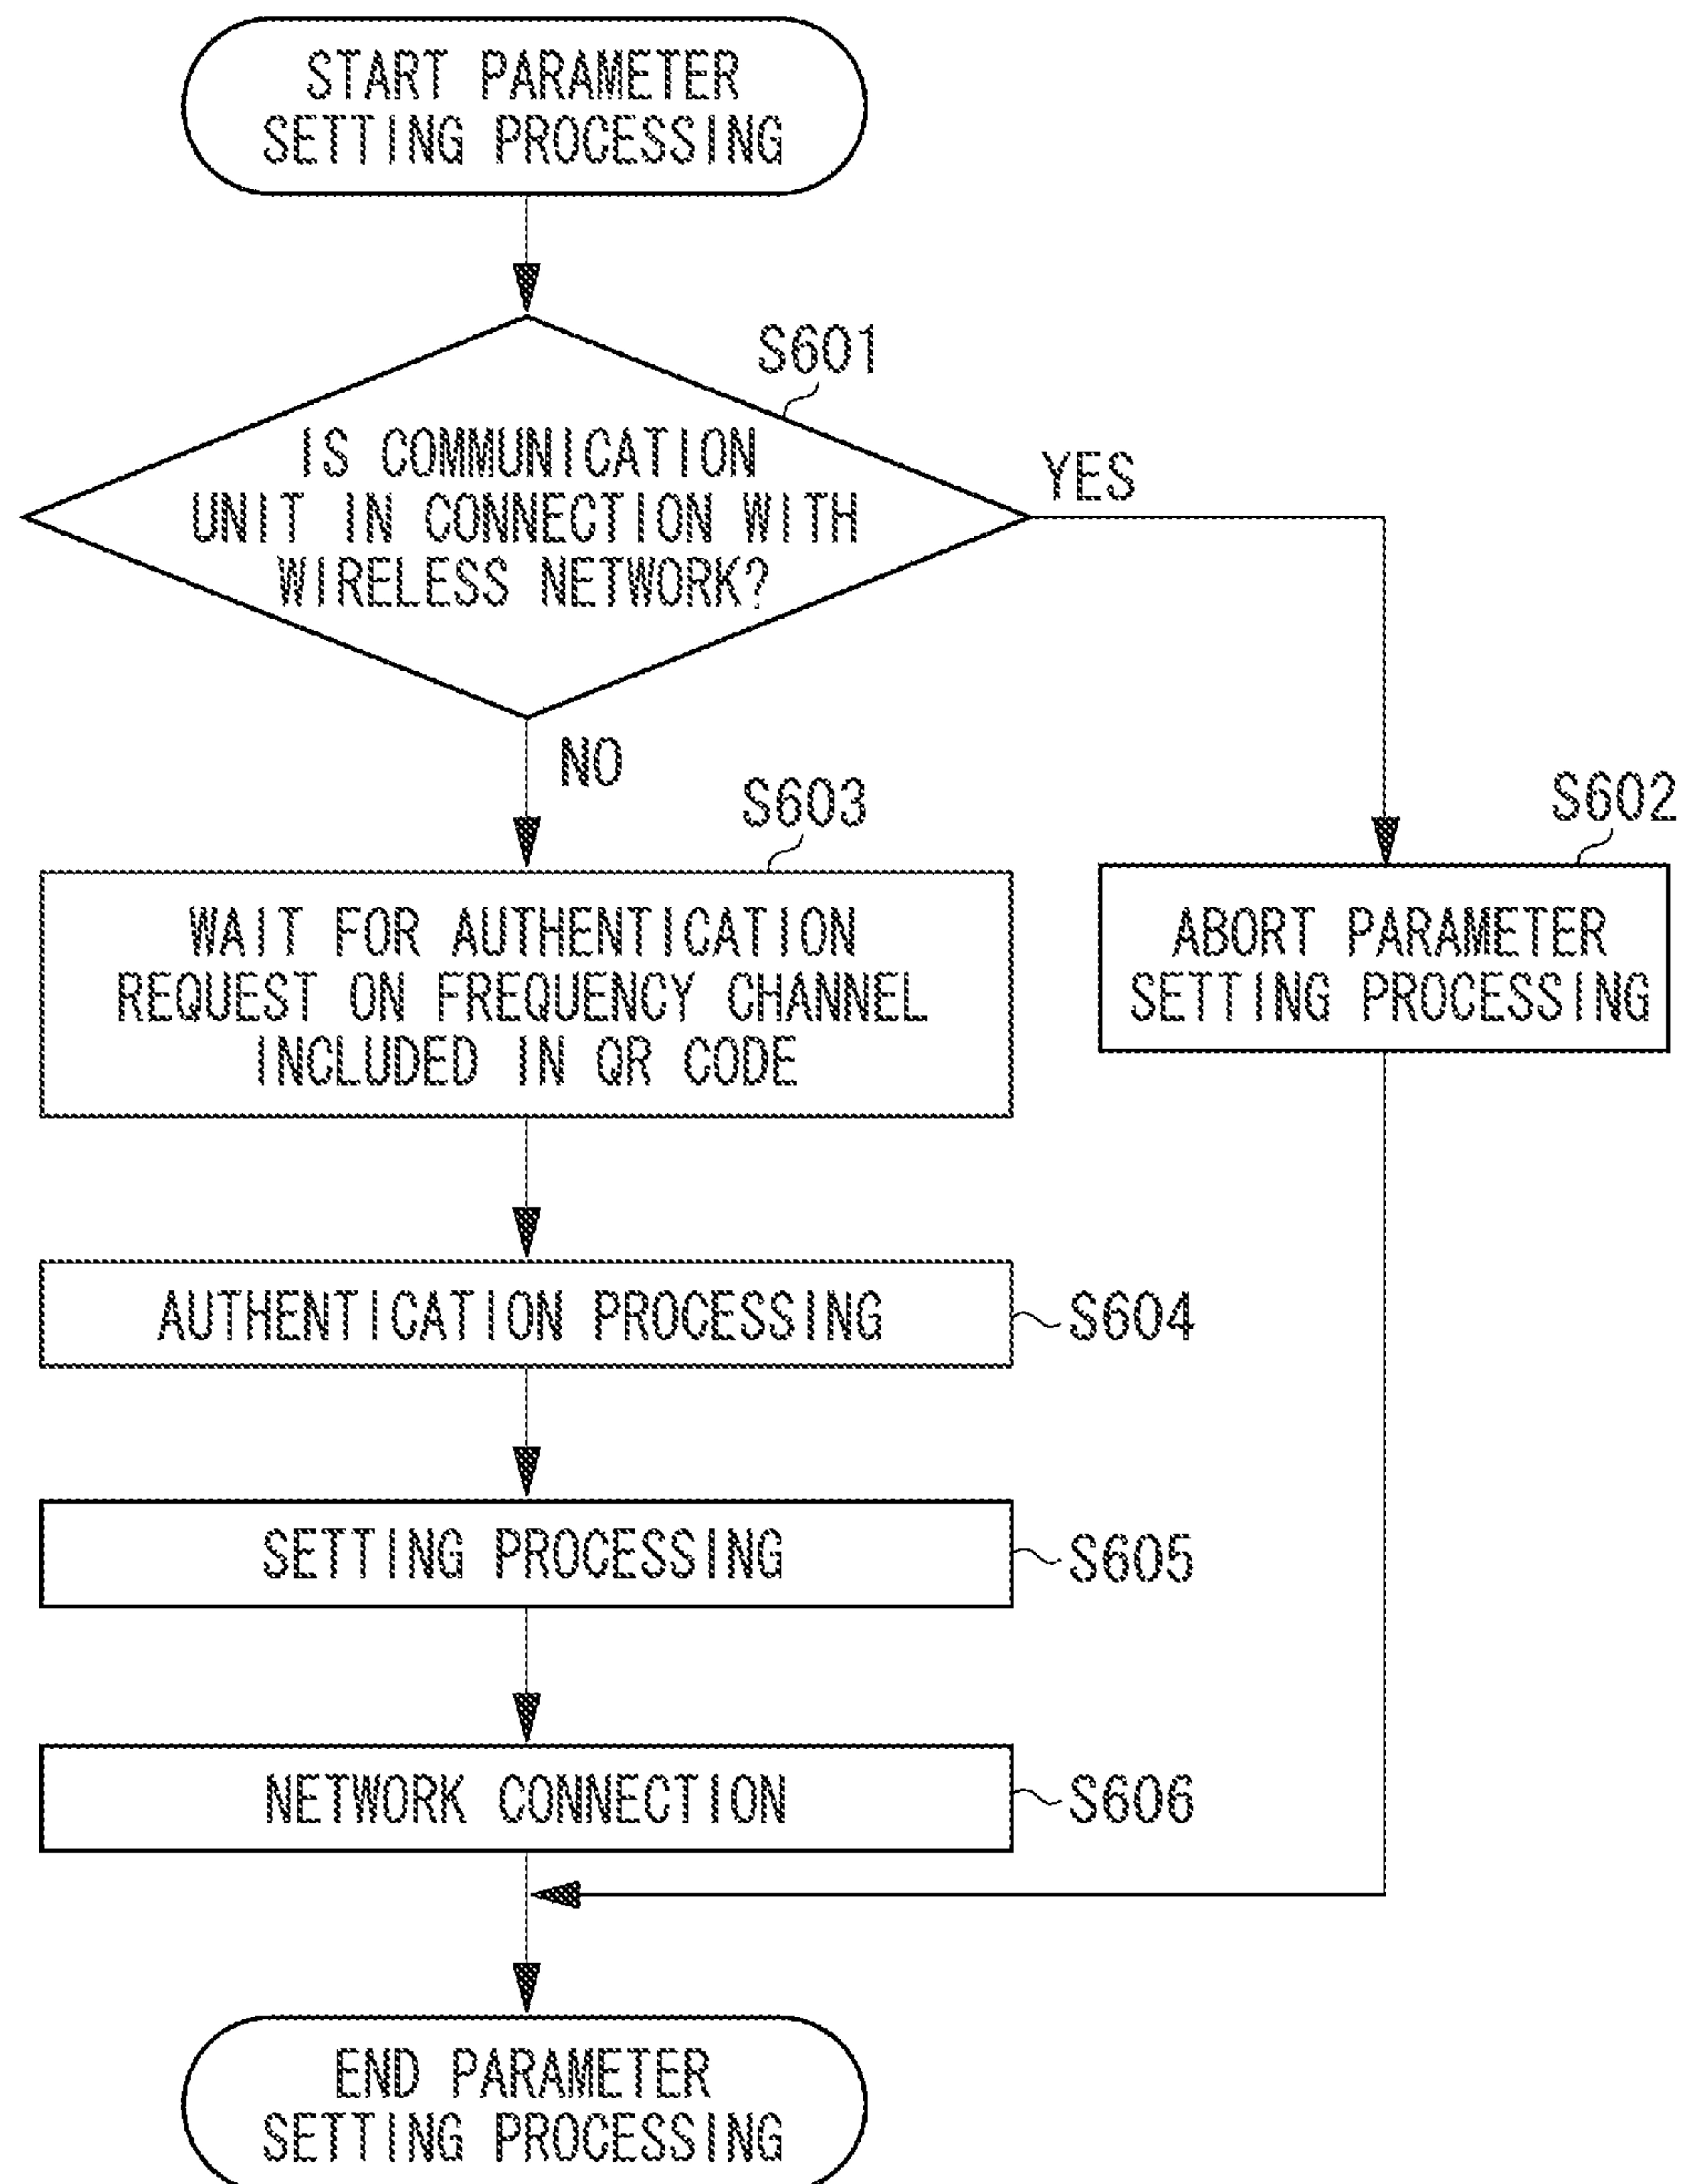 START PARAMETER
SETTING PROCESSING
S601
IS COMMUNICATION
UNIT IN CONNECTION WITH
WIRELESS NETWORK?
YES
NO
S603
WAIT FOR AUTHENTICATION
REQUEST ON FREQUENCY CHANNEL
INCLUDED IN QR CODE
S602
ABORT PARAMETER
SETTING PROCESSING
AUTHENTICATION PROCESSING
S604
SETTING PROCESSING
S605
NETWORK CONNECTION
S606
END PARAMETER
SETTING PROCESSING